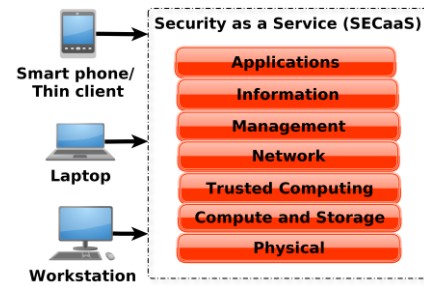 Security as a Service (SECaaS)
Smart phone/
Thin client
Laptop
Workstation
Applications
Information
Management
Network
Trusted Computing
Compute and Storage
Physical